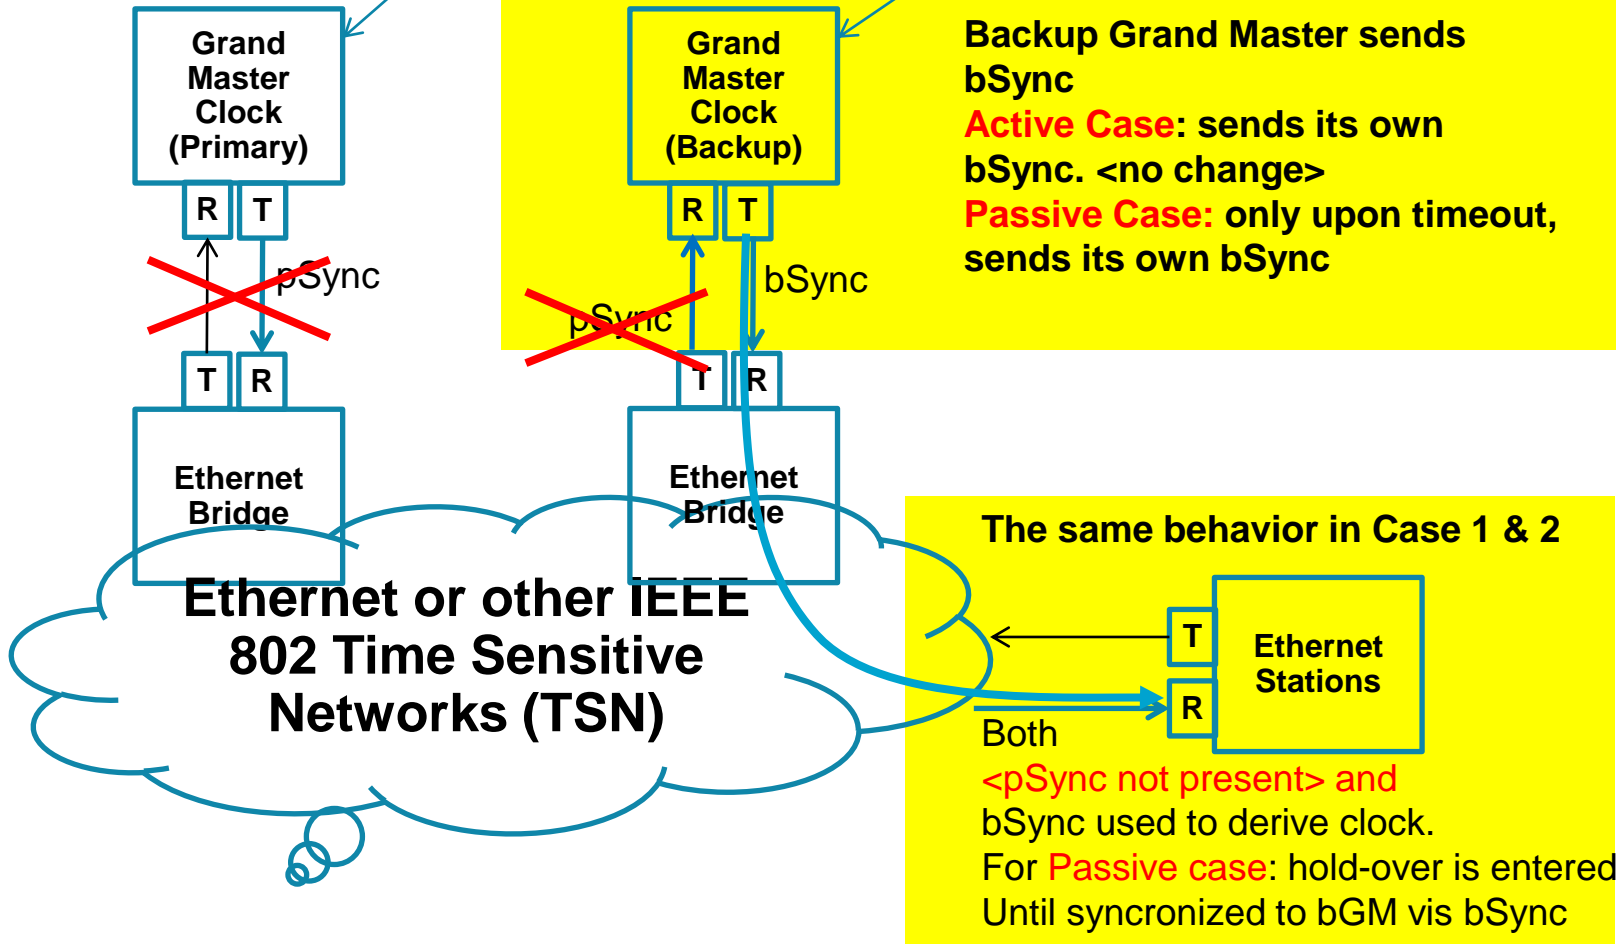 Grand
Master
Clock
(Primary)
R T
pSync
T R
Ethernet
Bridge
Grand
Master
Clock
(Backup)
R T
pSync
bSync
T R
Ethernet
Bridge
Backup Grand Master sends
bSync
Active Case: sends its own
bSync. <no change>
Passive Case: only upon timeout,
sends its own bSync
Ethernet or other IEEE
802 Time Sensitive
Networks (TSN)
The same behavior in Case 1 & 2
T
R
Ethernet
Stations
Both
<pSync not present> and
bSync used to derive clock.
For Passive case: hold-over is entered
Until syncronized to bGM vis bSync